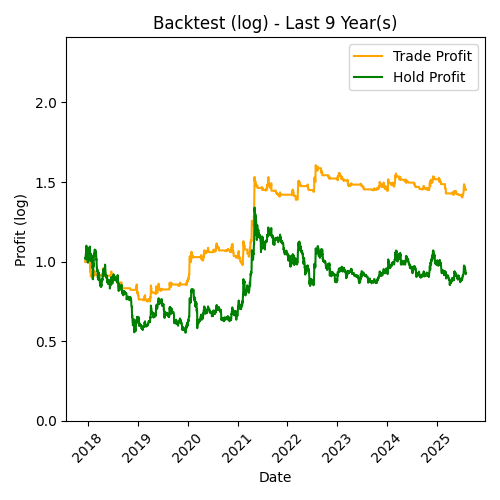 Backtest (log) - Last 9 Year(s)
Trade Profit
Hold Profit
Profit (log)
2.0
1.5
1.0
0.5
0.0
2018 2019 2020 2021 2022 2023 2024 2025
Date